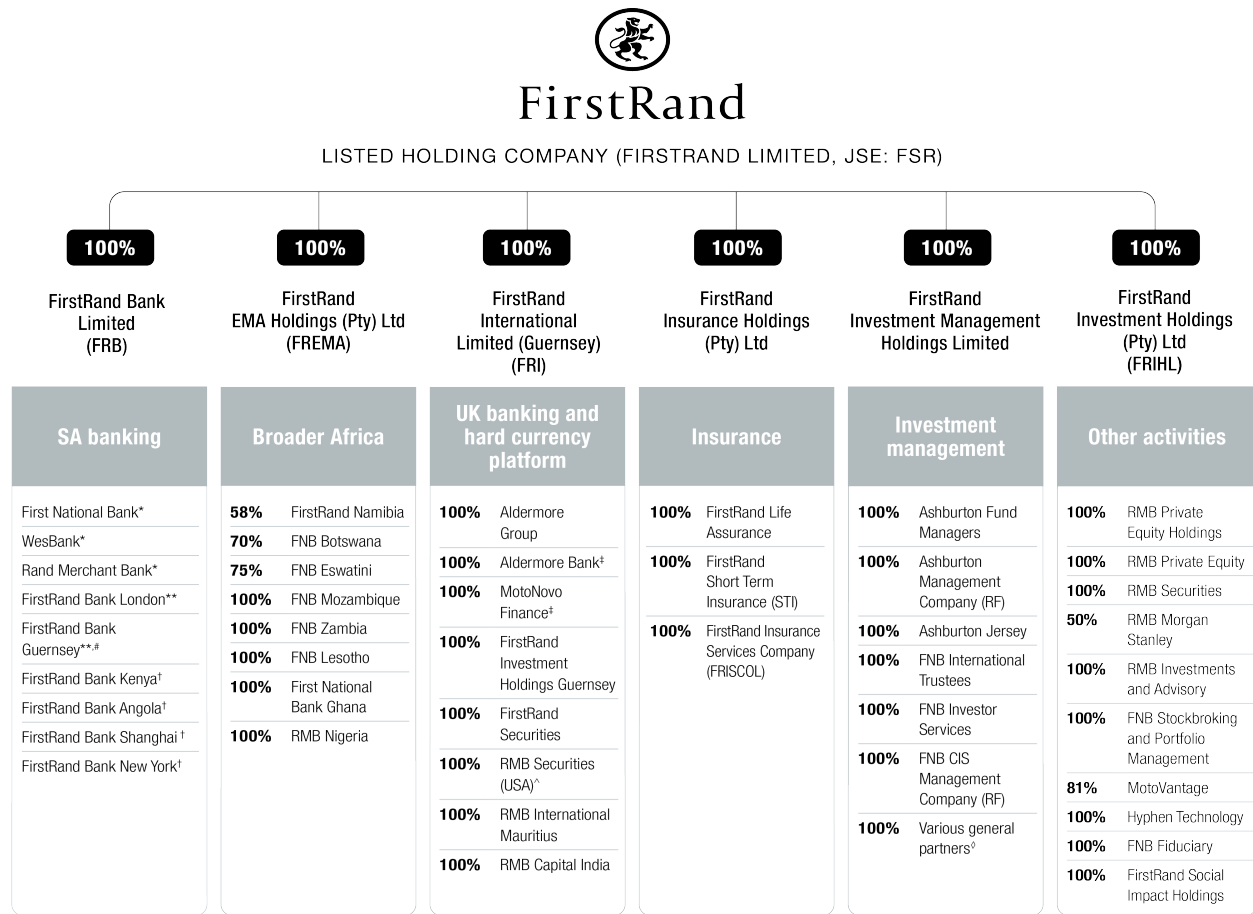 FirstRand
LISTED HOLDING COMPANY (FIRSTRAND LIMITED, JSE: FSR)
100%
FirstRand Bank
Limited
(FRB)
SA banking
First National Bank*
WesBank*
Rand Merchant Bank*
FirstRand Bank London**
FirstRand Bank
Guernsey**,#
FirstRand Bank Kenya†
FirstRand Bank Angola†
FirstRand Bank Shanghai †
FirstRand Bank New York†
100%
FirstRand
EMA Holdings (Pty) Ltd
(FREMA)
Broader Africa
58% FirstRand Namibia
70% FNB Botswana
75% FNB Eswatini
100% FNB Mozambique
100% FNB Zambia
100% FNB Lesotho
100% First National
Bank Ghana
100% RMB Nigeria
100%
FirstRand
International
Limited (Guernsey)
(FRI)
UK banking and
hard currency
platform
100% Aldermore
Group
100% Aldermore Bank‡
100% MotoNovo
Finance‡
100% FirstRand
Investment
Holdings Guernsey
100% FirstRand
Securities
100% RMB Securities
(USA)^
100% RMB International
Mauritius
100% RMB Capital India
100%
FirstRand
Insurance Holdings
(Pty) Ltd
Insurance
100% FirstRand Life
Assurance
100% FirstRand
Short Term
Insurance (STI)
100% FirstRand Insurance
Services Company
(FRISCOL)
100%
FirstRand
Investment Management
Holdings Limited
Investment
management
100% Ashburton Fund
Managers
100% Ashburton
Management
Company (RF)
100% Ashburton Jersey
100% FNB International
Trustees
100% FNB Investor
Services
100% FNB CIS
Management
Company (RF)
100% Various general
partners◊
100%
FirstRand
Investment Holdings
(Pty) Ltd
(FRIHL)
Other activities
100% RMB Private
Equity Holdings
100% RMB Private Equity
100% RMB Securities
50% RMB Morgan
Stanley
100% RMB Investments
and Advisory
100% FNB Stockbroking
and Portfolio
Management
81% MotoVantage
100% Hyphen Technology
100% FNB Fiduciary
100% FirstRand Social
Impact Holdings